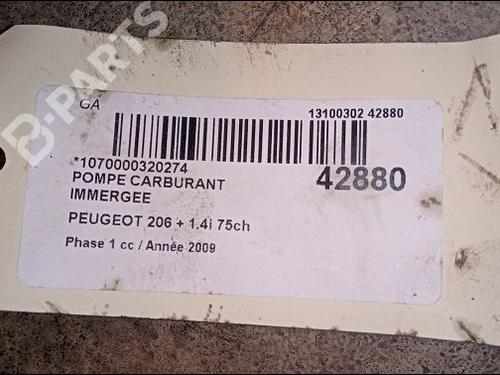 B-PARTS
GA
13100302 42880
*1070000320274
42880
POMPE CARBURANT
IMMERGEE
PEUGEOT 206 + 1.4i 75ch
Phase 1 cc / Année 2009